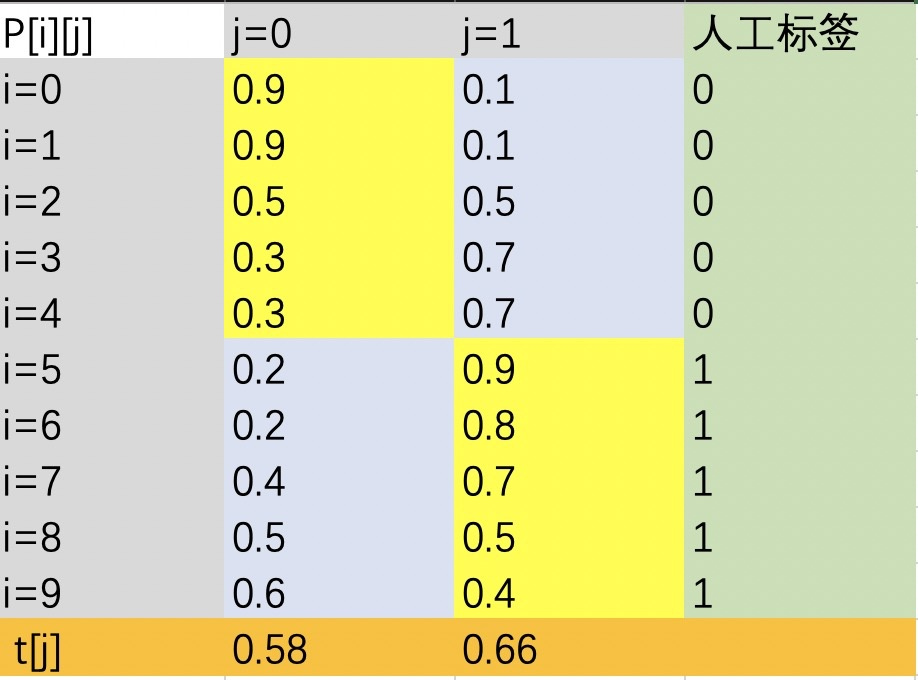 P[i][j] j=0 j=1 人工标签
i=0 0.9 0.1 0
i=1 0.9 0.1 0
i=2 0.5 0.5 0
i=3 0.3 0.7 0
i=4 0.3 0.7 0
i=5 0.2 0.9 1
i=6 0.2 0.8 1
i=7 0.4 0.7 1
i=8 0.5 0.5 1
i=9 0.6 0.4 1
t[j] 0.58 0.66